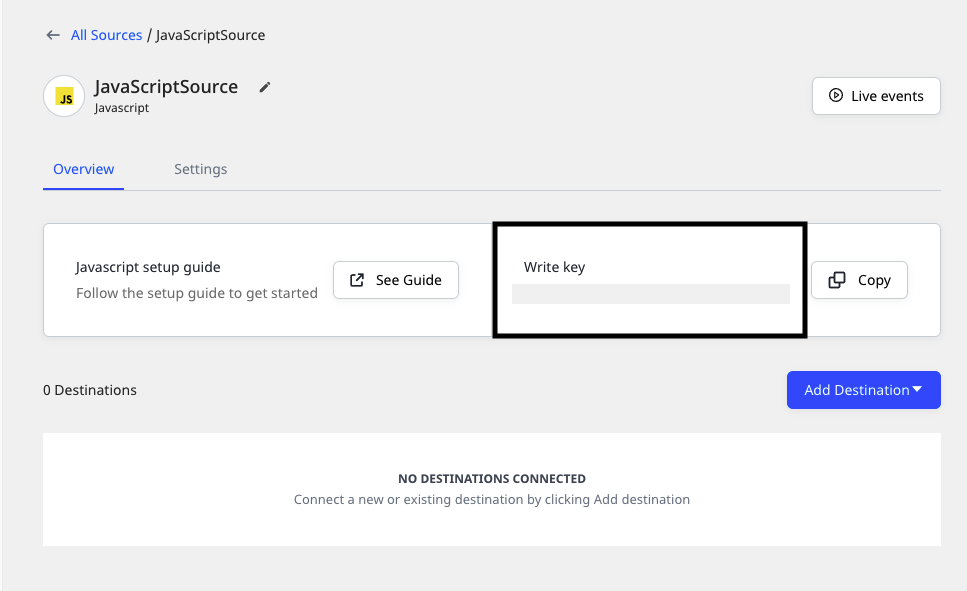 All Sources / JavaScriptSource
JS
JavaScriptSource
Javascript
Live events
Overview
Settings
Javascript setup guide
Follow the setup guide to get started
See Guide
Write key
Copy
0 Destinations
Add Destination
NO DESTINATIONS CONNECTED
Connect a new or existing destination by clicking Add destination